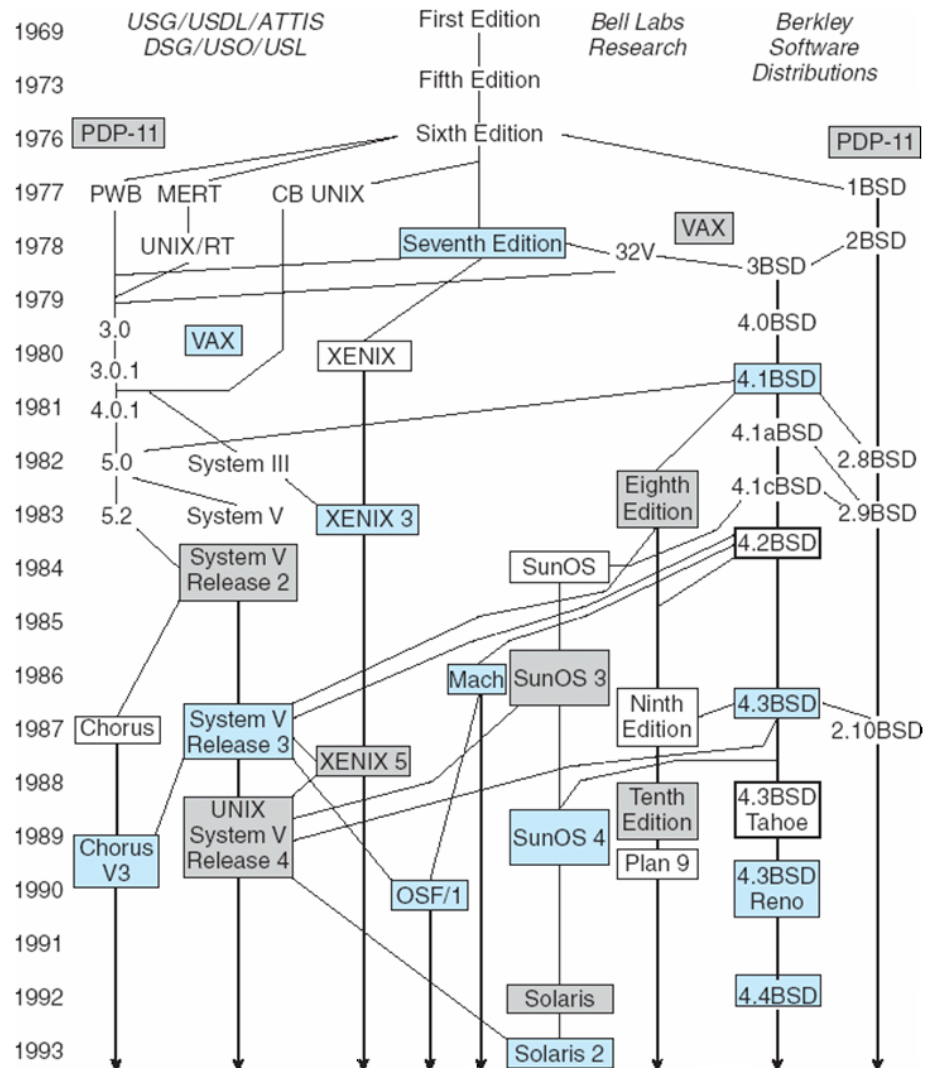 1969
USG/USDL/ATTIS
DSG/USO/USL
First Edition
Bell Labs
Research
Berkley
Software
Distributions
1973
Fifth Edition
1976
PDP-11
Sixth Edition
PDP-11
1977
PWB
MERT
CB UNIX
1BSD
1978
UNIX/RT
Seventh Edition
32V
VAX
3BSD
2BSD
1979
3.0
VAX
4.0BSD
1980
3.0.1
XENIX
4.1BSD
1981
4.0.1
4.1aBSD
1982
5.0
System III
2.8BSD
Eighth
Edition
4.1cBSD
1983
5.2
System V
XENIX 3
2.9BSD
4.2BSD
1984
System V
Release 2
SunOS
1985
1986
Mach
SunOS 3
1987
Chorus
System V
Release 3
Ninth
Edition
4.3BSD
2.10BSD
XENIX 5
1988
UNIX
System V
Release 4
Tenth
Edition
4.3BSD
Tahoe
1989
Chorus
V3
SunOS 4
Plan 9
1990
OSF/1
4.3BSD
Reno
1991
1992
Solaris
4.4BSD
1993
Solaris 2